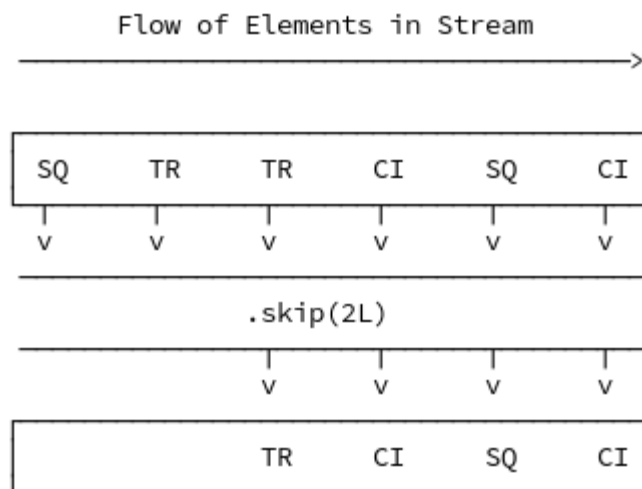 Flow of Elements in Stream
SQ TR TR CI SQ CI
v v v v v v
.skip(2L)
v v v v
TR CI SQ CI